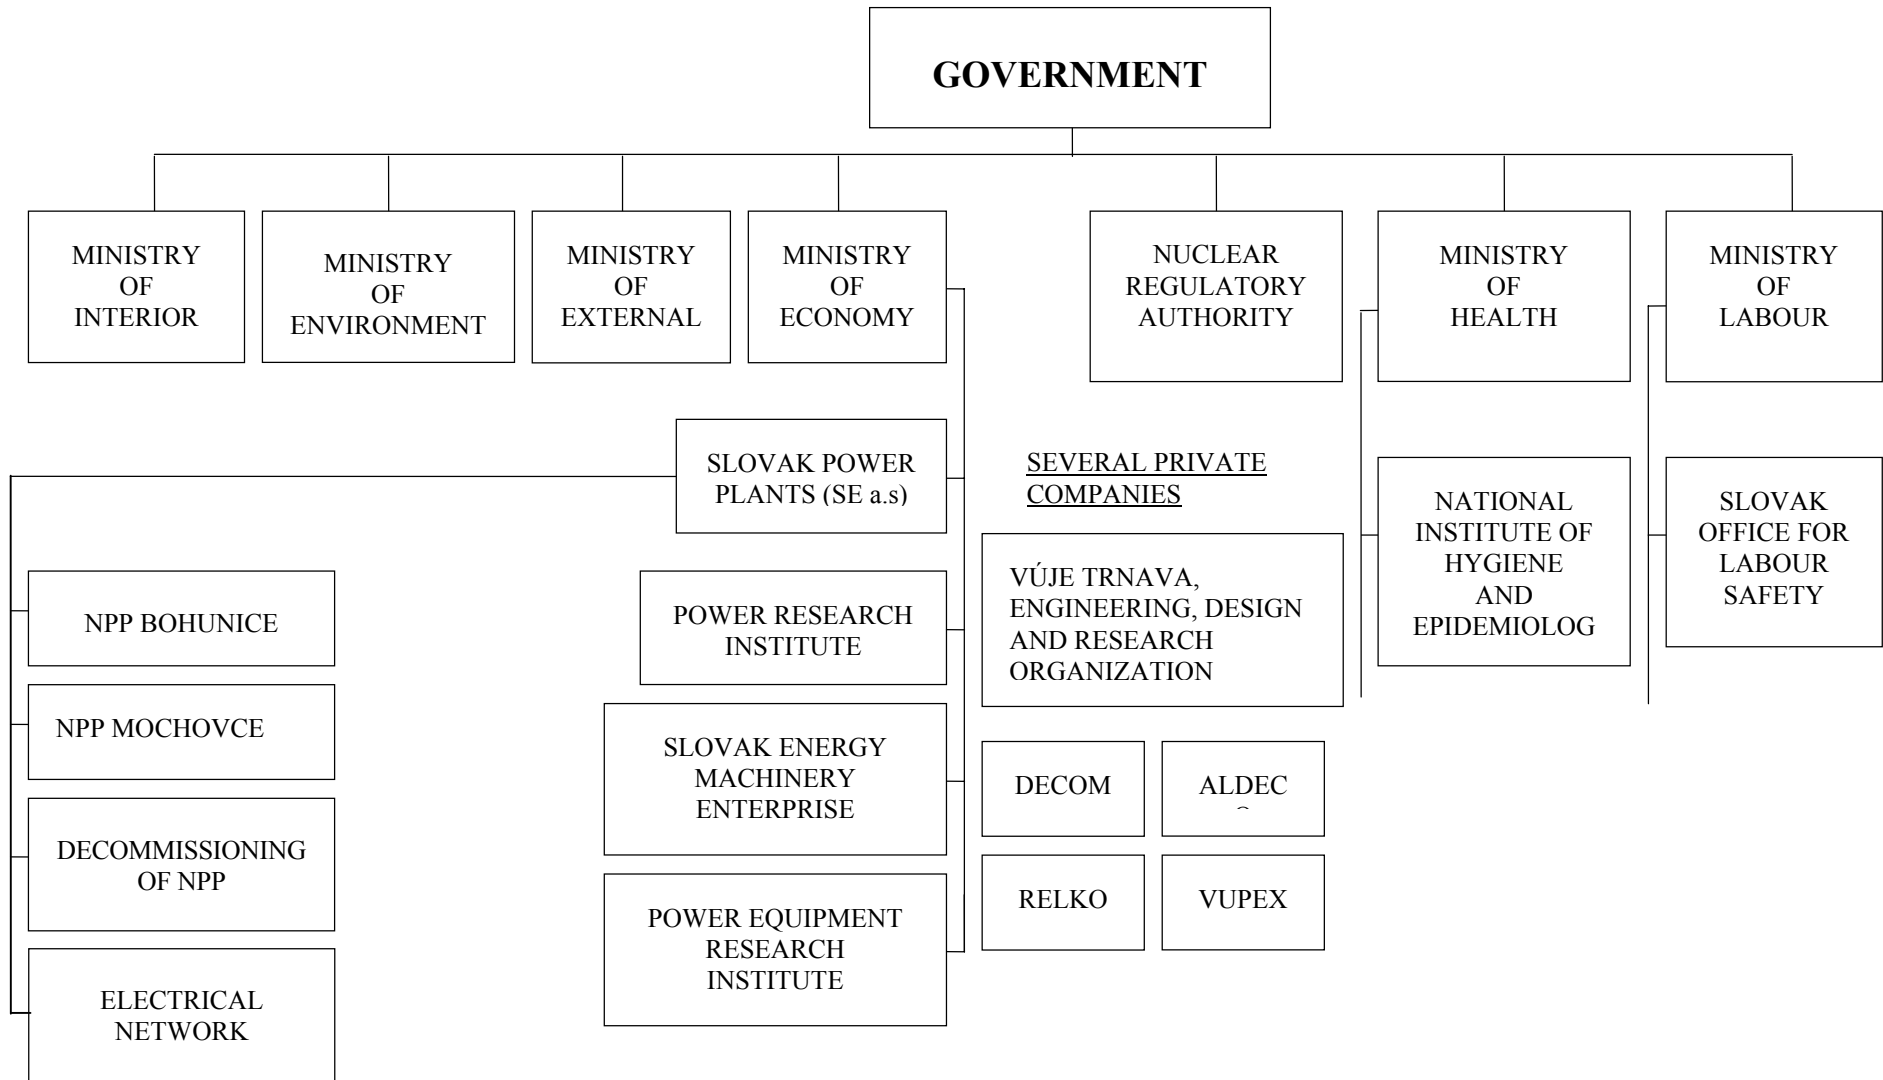 GOVERNMENT
MINISTRY
OF
INTERIOR
MINISTRY
OF
ENVIRONMENT
MINISTRY
OF
EXTERNAL
MINISTRY
OF
ECONOMY
NUCLEAR
REGULATORY
AUTHORITY
MINISTRY
OF
HEALTH
MINISTRY
OF
LABOUR
SLOVAK POWER
PLANTS (SE a.s)
SEVERAL PRIVATE
COMPANIES
NATIONAL
INSTITUTE OF
HYGIENE
AND
EPIDEMIOLOG
SLOVAK
OFFICE FOR
LABOUR
SAFETY
NPP BOHUNICE
POWER RESEARCH
INSTITUTE
VÚJE TRNAVA,
ENGINEERING, DESIGN
AND RESEARCH
ORGANIZATION
NPP MOCHOVCE
SLOVAK ENERGY
MACHINERY
ENTERPRISE
DECOM
ALDEC
DECOMMISSIONING
OF NPP
POWER EQUIPMENT
RESEARCH
INSTITUTE
RELKO
VUPEX
ELECTRICAL
NETWORK